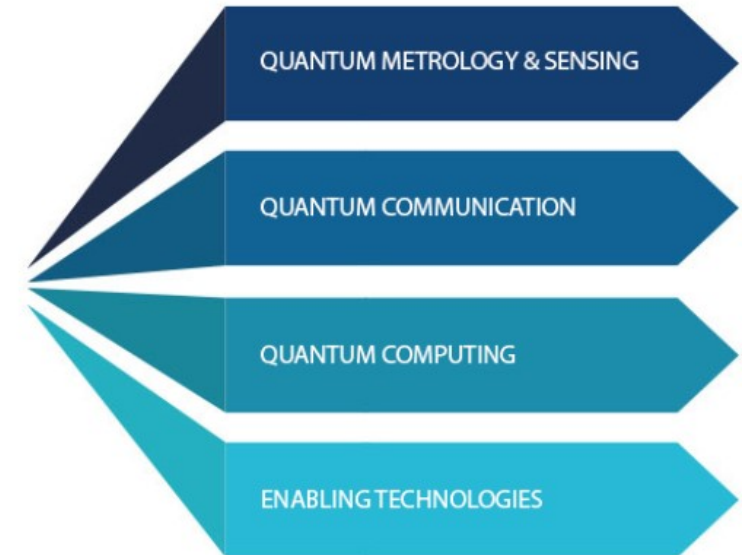 QUANTUM METROLOGY & SENSING
QUANTUM COMMUNICATION
QUANTUM COMPUTING
ENABLING TECHNOLOGIES